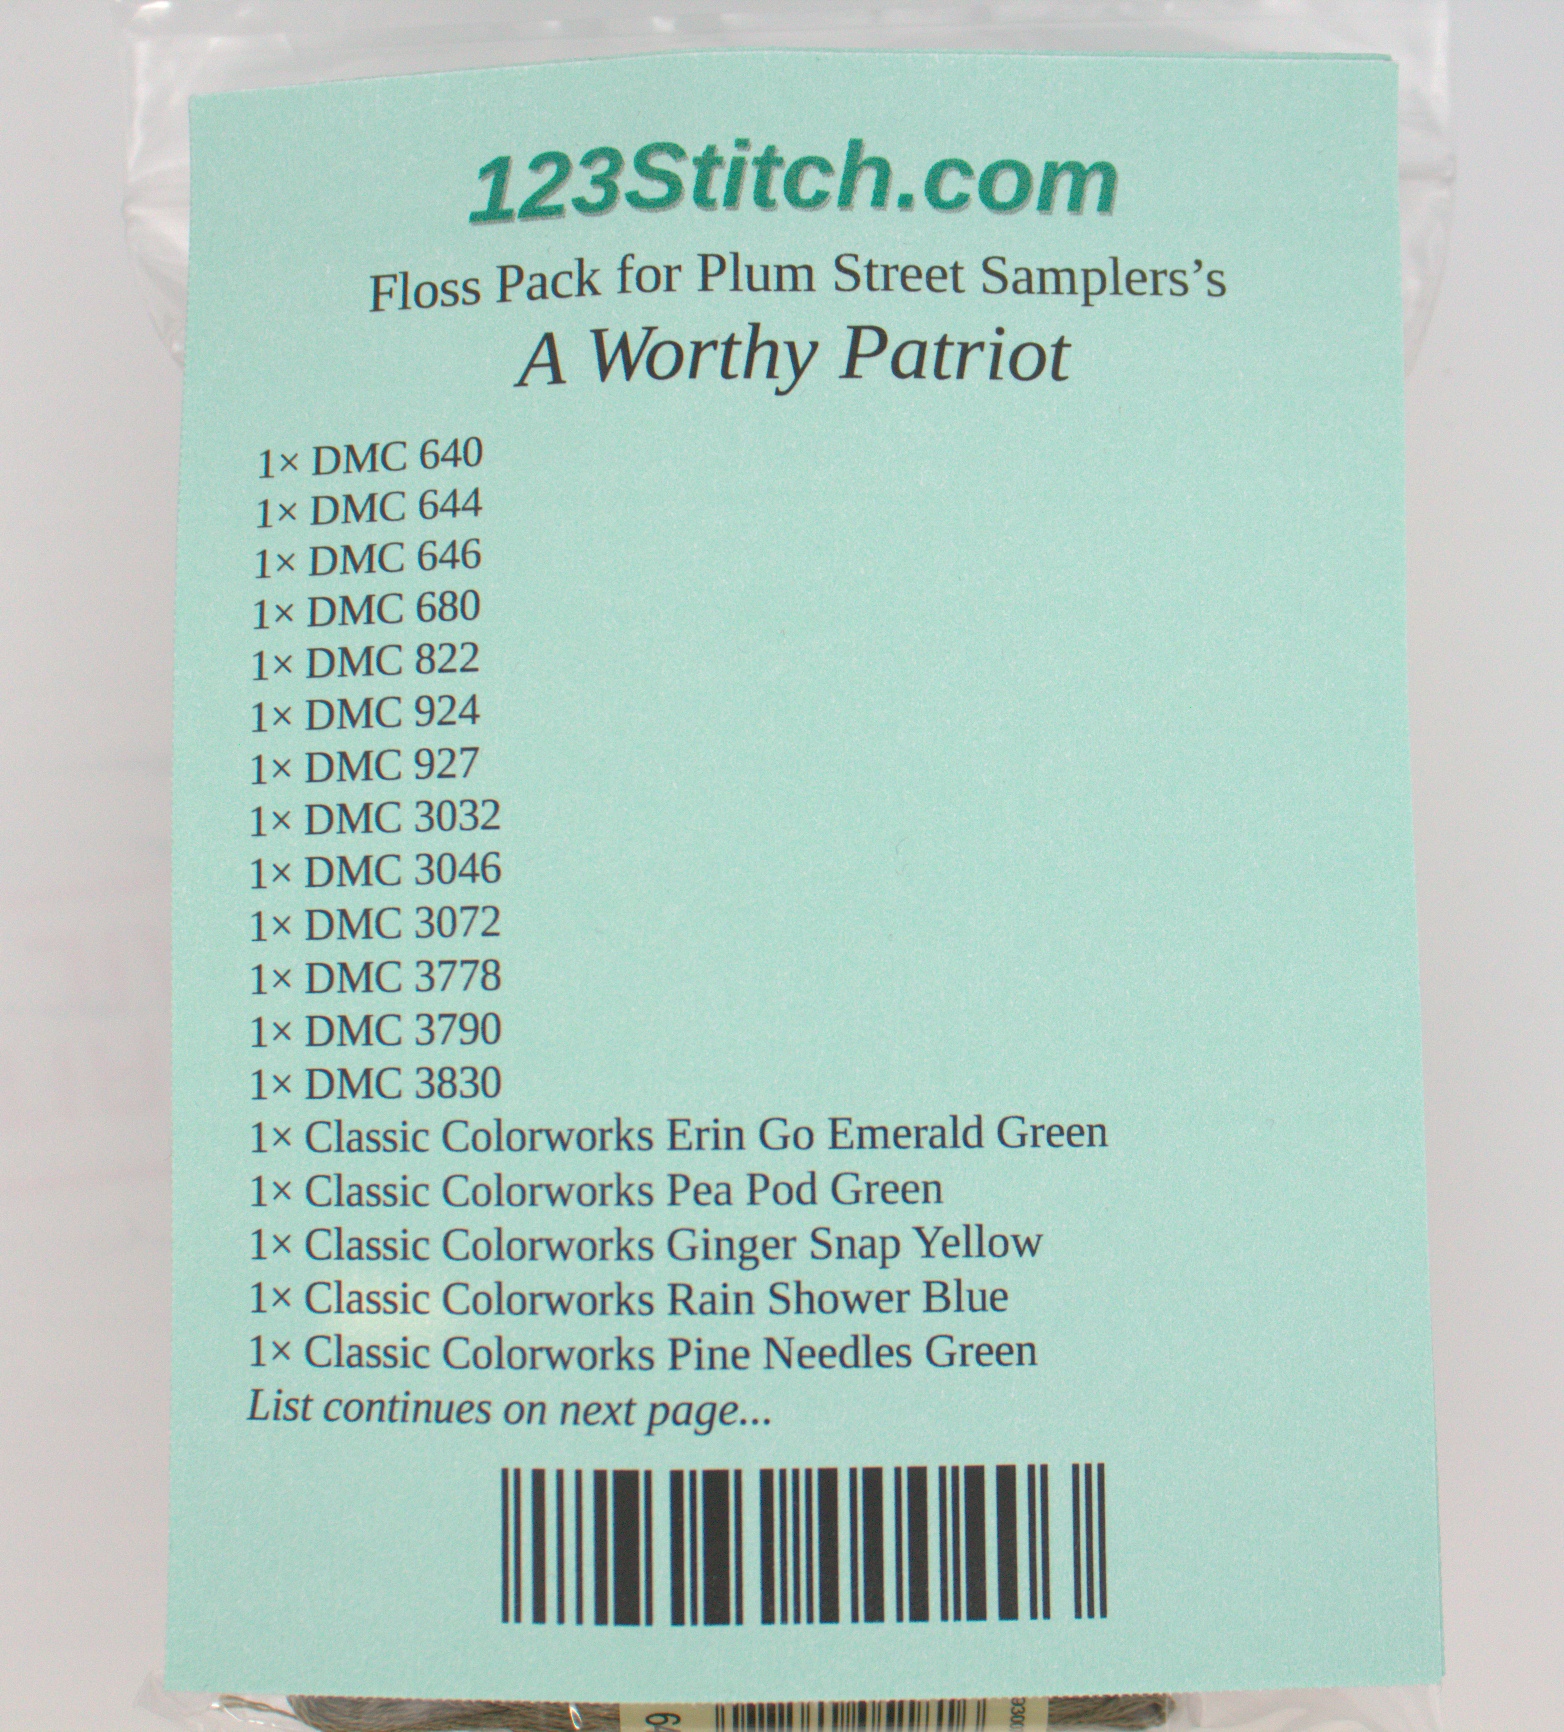 123Stitch.com
Floss Pack for Plum Street Samplers’s
A Worthy Patriot
1× DMC 640
1× DMC 644
1× DMC 646
1× DMC 680
1× DMC 822
1× DMC 924
1× DMC 927
1× DMC 3032
1× DMC 3046
1× DMC 3072
1× DMC 3778
1× DMC 3790
1× DMC 3830
1× Classic Colorworks Erin Go Emerald Green
1× Classic Colorworks Pea Pod Green
1× Classic Colorworks Ginger Snap Yellow
1× Classic Colorworks Rain Shower Blue
1× Classic Colorworks Pine Needles Green
List continues on next page...